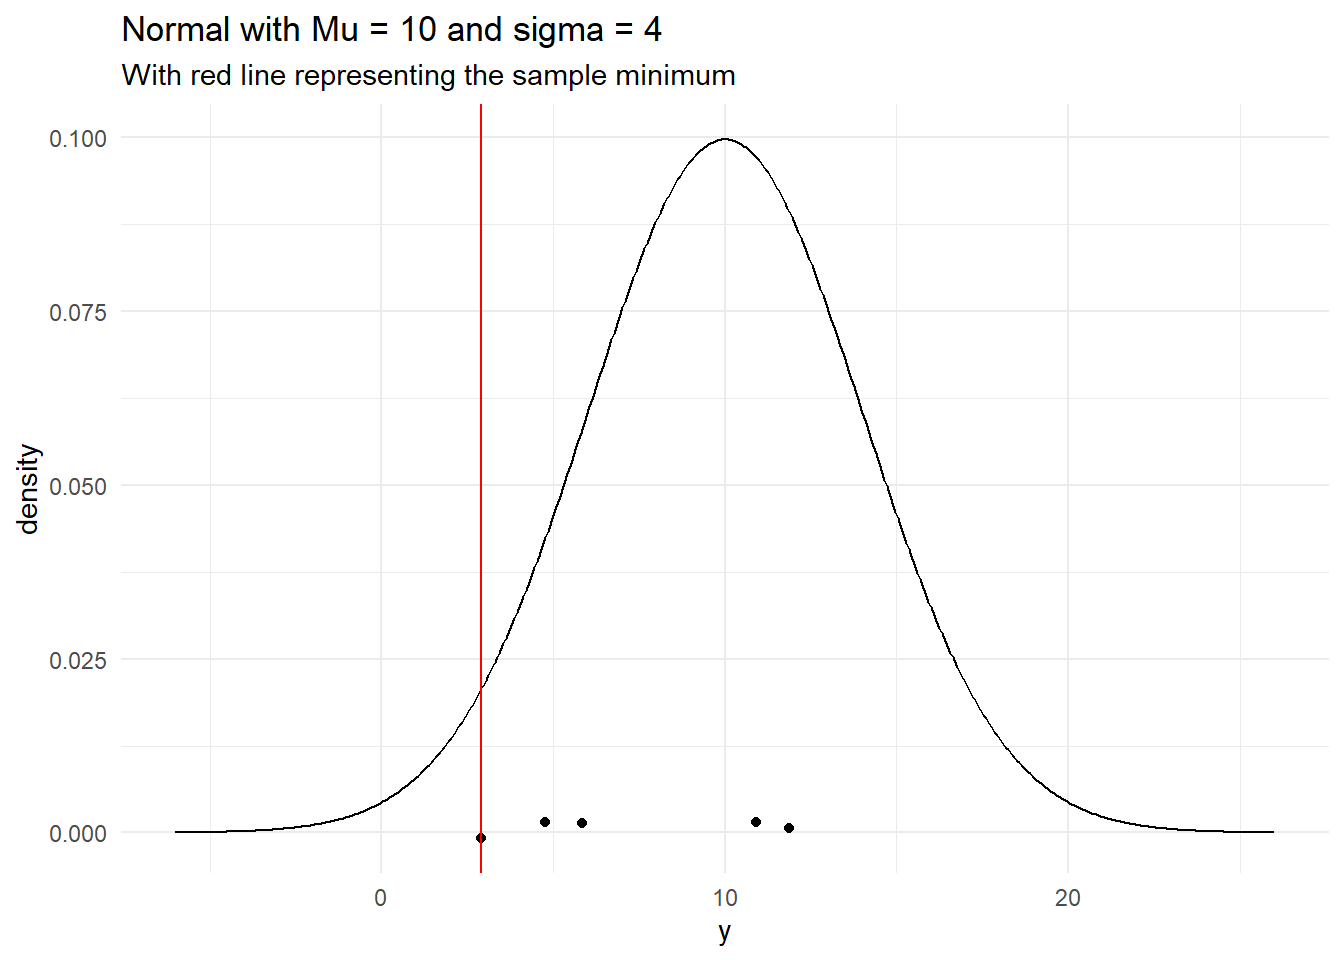 Normal with Mu = 10 and sigma = 4
With red line representing the sample minimum
0.100
0.075
0.050
0.025
0.000
density
0
10
20
y